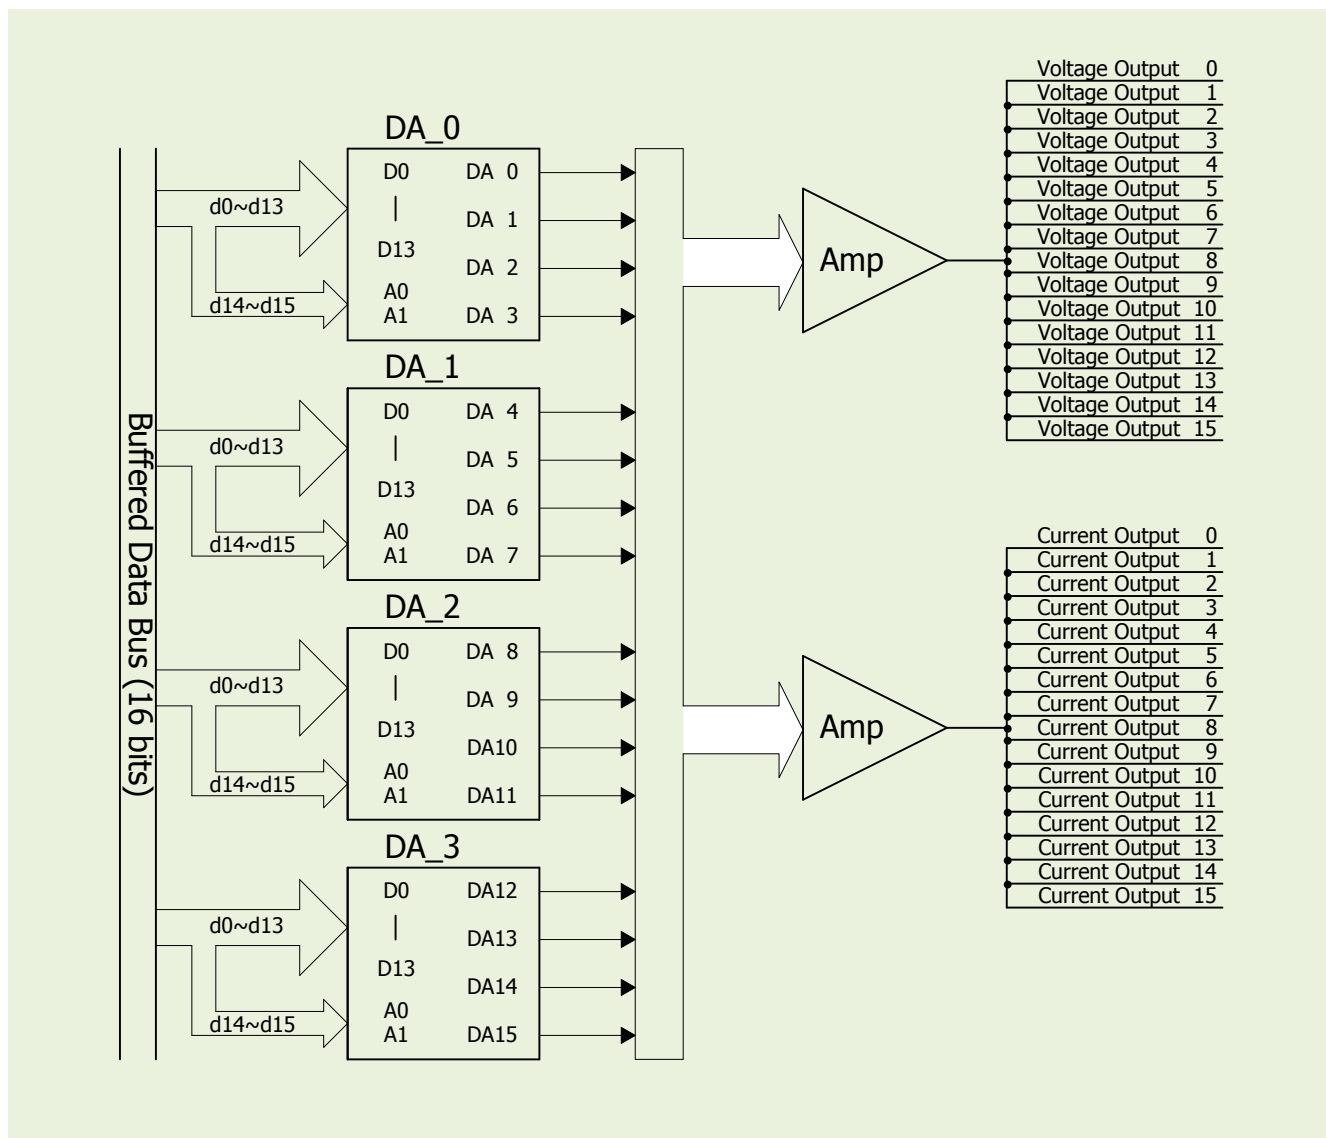 Buffered Data Bus (16 bits)
DA_0
d0~d13
d14~d15
D0
|
D13
A0
A1
DA 0
DA 1
DA 2
DA 3
DA_1
d0~d13
d14~d15
D0
|
D13
A0
A1
DA 4
DA 5
DA 6
DA 7
DA_2
d0~d13
d14~d15
D0
|
D13
A0
A1
DA 8
DA 9
DA10
DA11
DA_3
d0~d13
d14~d15
D0
|
D13
A0
A1
DA12
DA13
DA14
DA15
Amp
Voltage Output 0
Voltage Output 1
Voltage Output 2
Voltage Output 3
Voltage Output 4
Voltage Output 5
Voltage Output 6
Voltage Output 7
Voltage Output 8
Voltage Output 9
Voltage Output 10
Voltage Output 11
Voltage Output 12
Voltage Output 13
Voltage Output 14
Voltage Output 15
Amp
Current Output 0
Current Output 1
Current Output 2
Current Output 3
Current Output 4
Current Output 5
Current Output 6
Current Output 7
Current Output 8
Current Output 9
Current Output 10
Current Output 11
Current Output 12
Current Output 13
Current Output 14
Current Output 15